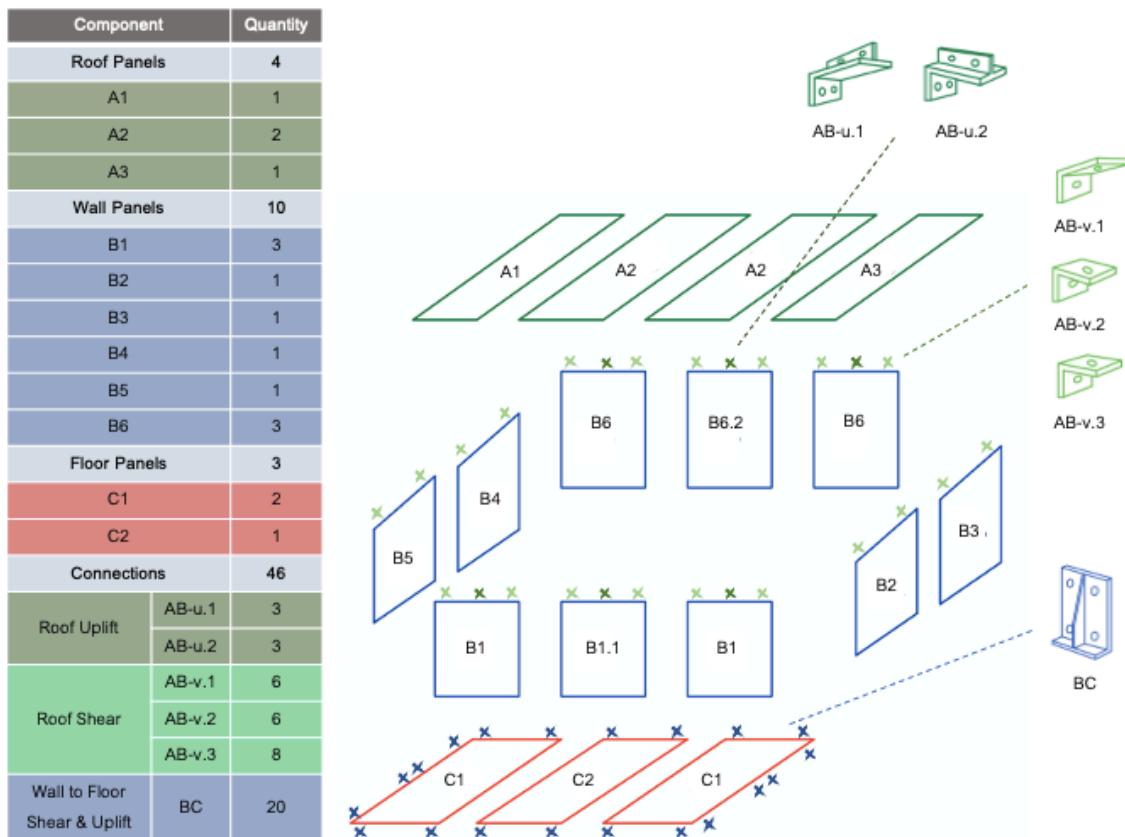 Component Quantity
Roof Panels 4
A1 1
A2 2
A3 1
Wall Panels 10
B1 3
B2 1
B3 1
B4 1
B5 1
B6 3
Floor Panels 3
C1 2
C2 1
Connections 46
Roof Uplift AB-u.1 3
AB-u.2 3
Roof Shear AB-v.1 6
AB-v.2 6
AB-v.3 8
Wall to Floor
Shear & Uplift BC 20
AB-u.1 AB-u.2
AB-v.1
AB-v.2
AB-v.3
A1 A2 A2 A3
B6 B6.2 B6
B4
B5
B3
B2
B1 B1.1 B1
BC
C1 C2 C1